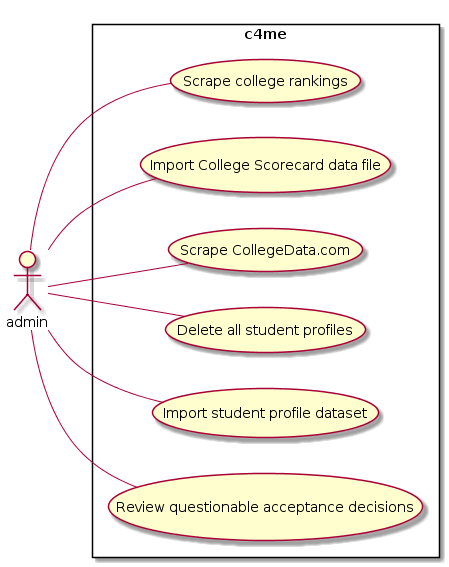 c4me
Scrape college rankings
Import College Scorecard data file
Scrape CollegeData.com
admin
Delete all student profiles
Import student profile dataset
Review questionable acceptance decisions